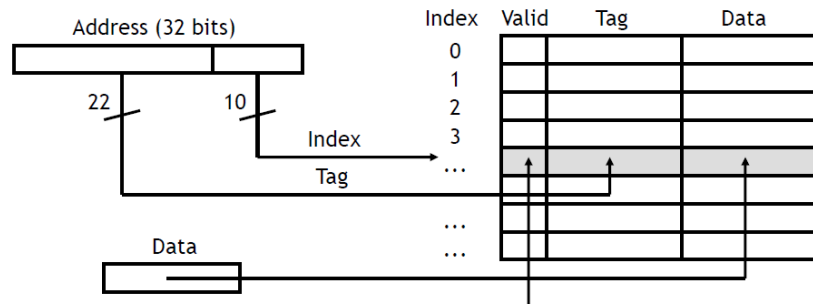 Address (32 bits)
Index Valid Tag Data
0
1
2
3
...
...
...
22
10
Index
Tag
Data